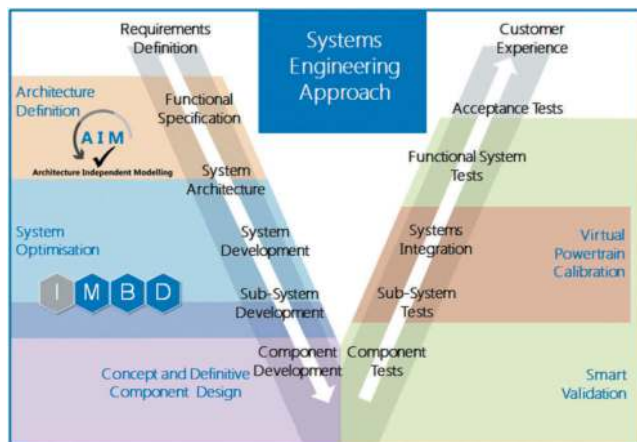 Systems
Engineering
Approach
Requirements
Definition
Functional
Specification
System
Architecture
System
Development
Sub-System
Development
Component
Development
Component
Tests
Sub-System
Tests
Systems
Integration
Functional System
Tests
Acceptance Tests
Customer
Experience
Architecture
Definition
AIM
Architecture Independent Modelling
System
Optimisation
IMBD
Concept and Definitive
Component Design
Virtual
Powertrain
Calibration
Smart
Validation